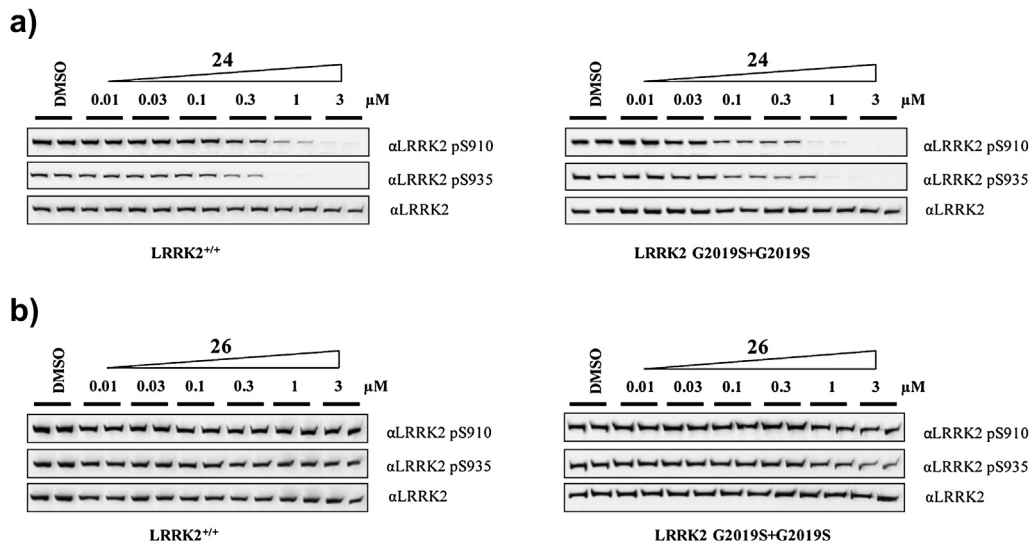 a)
24 24
DMSO 0.01 0.03 0.1 0.3 1 3 µM DMSO 0.01 0.03 0.1 0.3 1 3 µM
αLRRK2 pS910 αLRRK2 pS910
αLRRK2 pS935 αLRRK2 pS935
αLRRK2 αLRRK2
LRRK2+/+ LRRK2 G2019S+G2019S
b)
26 26
DMSO 0.01 0.03 0.1 0.3 1 3 µM DMSO 0.01 0.03 0.1 0.3 1 3 µM
αLRRK2 pS910 αLRRK2 pS910
αLRRK2 pS935 αLRRK2 pS935
αLRRK2 αLRRK2
LRRK2+/+ LRRK2 G2019S+G2019S